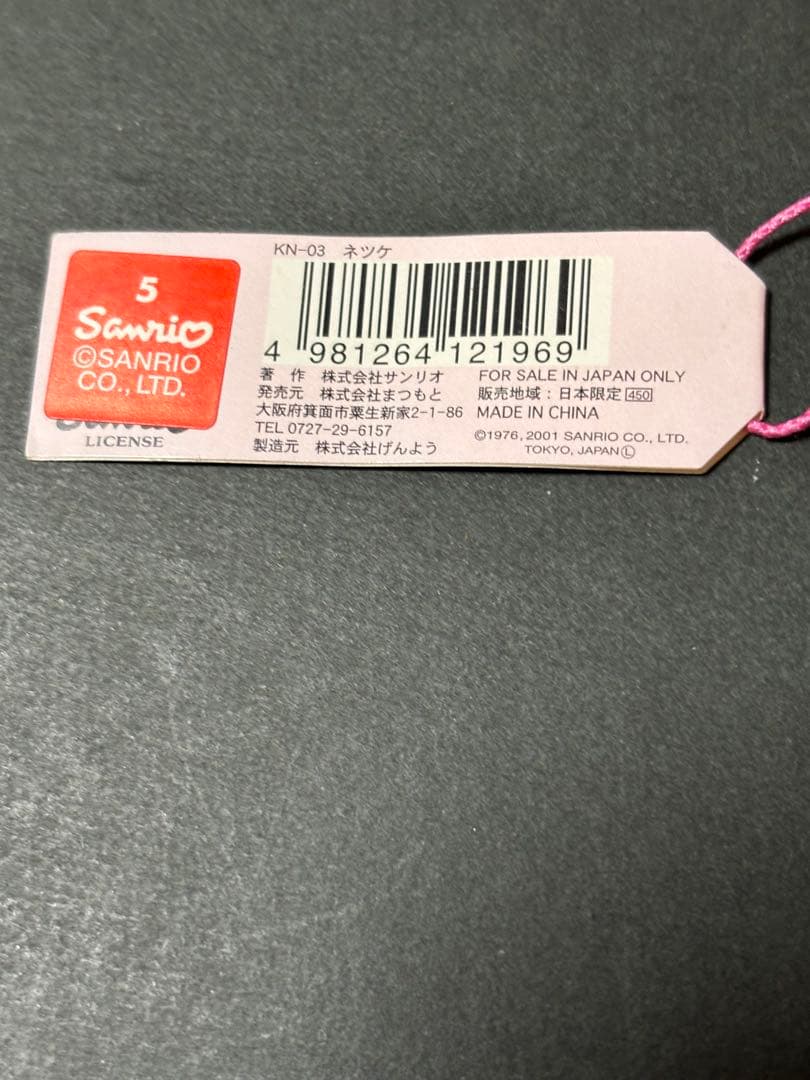 5
Sanrio
©SANRIO
CO., LTD.
LICENSE
KN-03 ネツケ
4 981264 121969
著 作 株式会社サンリオ
発売元 株式会社まつもと
大阪府箕面市粟生新家2-1-86
TEL 0727-29-6157
製造元 株式会社げんよう
FOR SALE IN JAPAN ONLY
販売地域：日本限定 450
MADE IN CHINA
©1976, 2001 SANRIO CO., LTD.
TOKYO, JAPAN Ⓛ